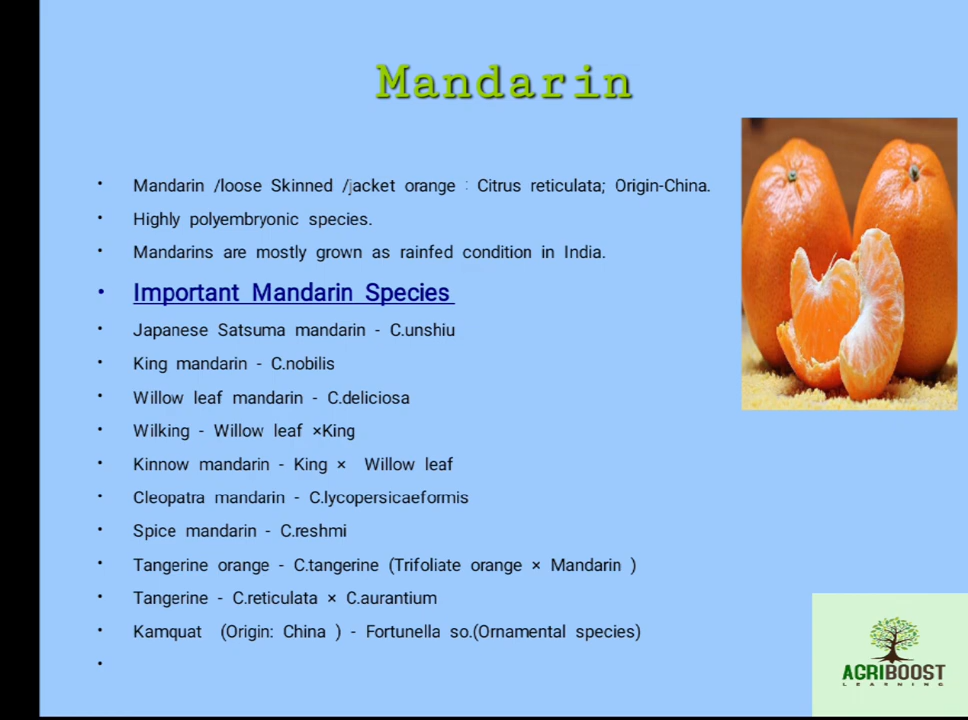 Mandarin
Mandarin /loose Skinned /jacket orange : Citrus reticulata; Origin-China.
Highly polyembryonic species.
Mandarins are mostly grown as rainfed condition in India.
Important Mandarin Species
Japanese Satsuma mandarin - C.unshiu
King mandarin - C.nobilis
Willow leaf mandarin - C.deliciosa
Wilking - Willow leaf ×King
Kinnow mandarin - King × Willow leaf
Cleopatra mandarin - C.lycopersicaeformis
Spice mandarin - C.reshmi
Tangerine orange - C.tangerine (Trifoliate orange × Mandarin )
Tangerine - C.reticulata × C.aurantium
Kamquat (Origin: China ) - Fortunella so.(Ornamental species)
AGRIBOOST
LEARNING